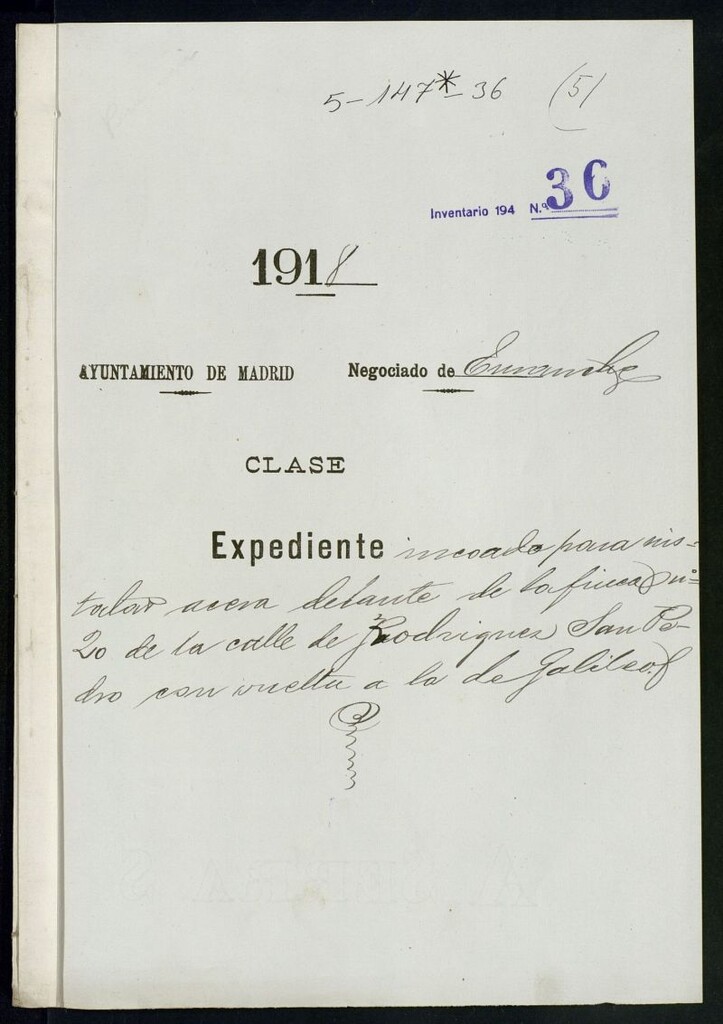 5-147*-36 (5)
Inventario 194 N.º 36
1918
AYUNTAMIENTO DE MADRID Negociado de Ensanche
CLASE
Expediente incoado para ins-
talar acera delante de la finca nº
20 de la calle de Rodriguez San Pe-
dro con vuelta a la de Galileo.